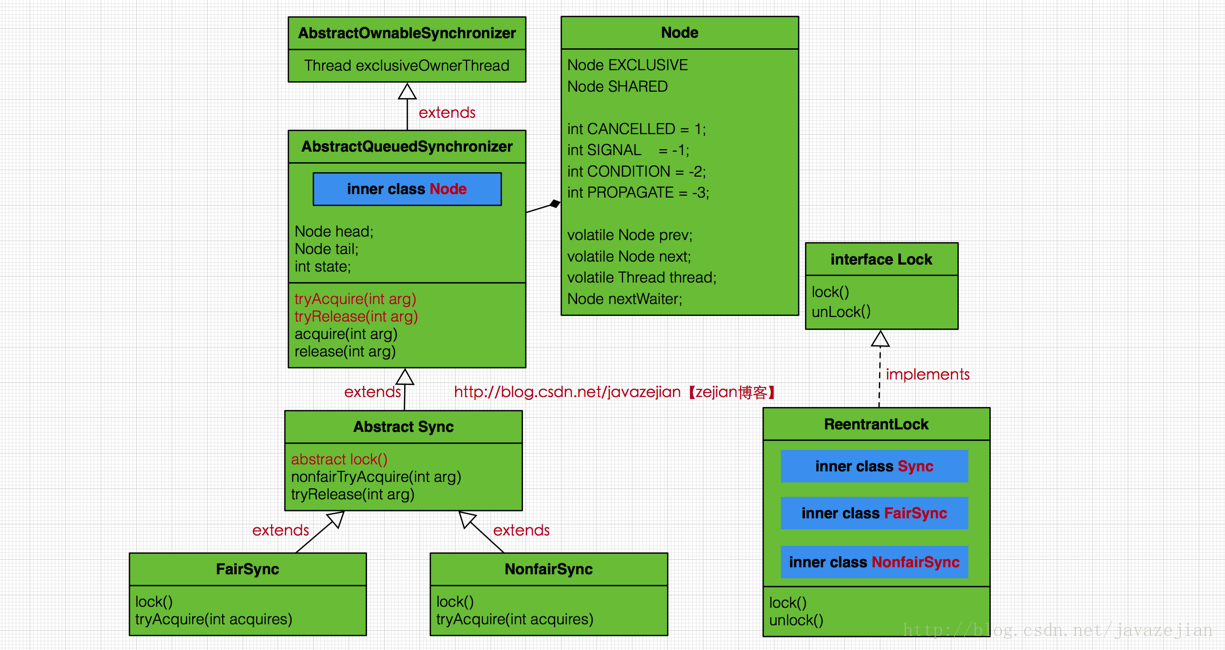 AbstractOwnableSynchronizer
Thread exclusiveOwnerThread
extends
AbstractQueuedSynchronizer
inner class Node
Node head;
Node tail;
int state;
tryAcquire(int arg)
tryRelease(int arg)
acquire(int arg)
release(int arg)
Node
Node EXCLUSIVE
Node SHARED
int CANCELLED = 1;
int SIGNAL = -1;
int CONDITION = -2;
int PROPAGATE = -3;
volatile Node prev;
volatile Node next;
volatile Thread thread;
Node nextWaiter;
interface Lock
lock()
unLock()
implements
extends
http://blog.csdn.net/javazejian【zejian博客】
Abstract Sync
abstract lock()
nonfairTryAcquire(int arg)
tryRelease(int arg)
extends
extends
FairSync
lock()
tryAcquire(int acquires)
NonfairSync
lock()
tryAcquire(int acquires)
ReentrantLock
inner class Sync
inner class FairSync
inner class NonfairSync
lock()
unlock()
http://blog.csdn.net/javazejian